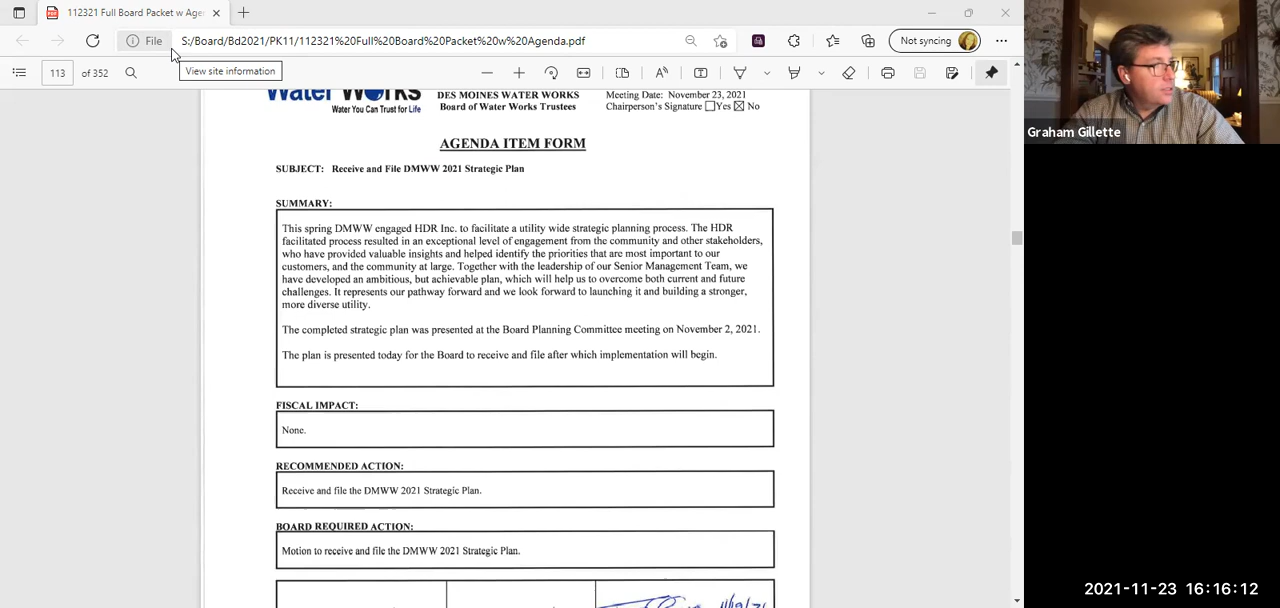 112321 Full Board Packet w Age
File
S:/Board/Bd2021/PK11/112321%20Full%20Board%20Packet%20w%20Agenda.pdf
Not syncing
View site information
113 of 352
Water Works
Water You Can Trust for Life
DES MOINES WATER WORKS
Board of Water Works Trustees
Meeting Date: November 23, 2021
Chairperson's Signature ☐ Yes ☒ No
AGENDA ITEM FORM
SUBJECT: Receive and File DMWW 2021 Strategic Plan
SUMMARY:
This spring DMWW engaged HDR Inc. to facilitate a utility wide strategic planning process. The HDR
facilitated process resulted in an exceptional level of engagement from the community and other stakeholders,
who have provided valuable insights and helped identify the priorities that are most important to our
customers, and the community at large. Together with the leadership of our Senior Management Team, we
have developed an ambitious, but achievable plan, which will help us to overcome both current and future
challenges. It represents our pathway forward and we look forward to launching it and building a stronger,
more diverse utility.
The completed strategic plan was presented at the Board Planning Committee meeting on November 2, 2021.
The plan is presented today for the Board to receive and file after which implementation will begin.
FISCAL IMPACT:
None.
RECOMMENDED ACTION:
Receive and file the DMWW 2021 Strategic Plan.
BOARD REQUIRED ACTION:
Motion to receive and file the DMWW 2021 Strategic Plan.
Graham Gillette
2021-11-23 16:16:12